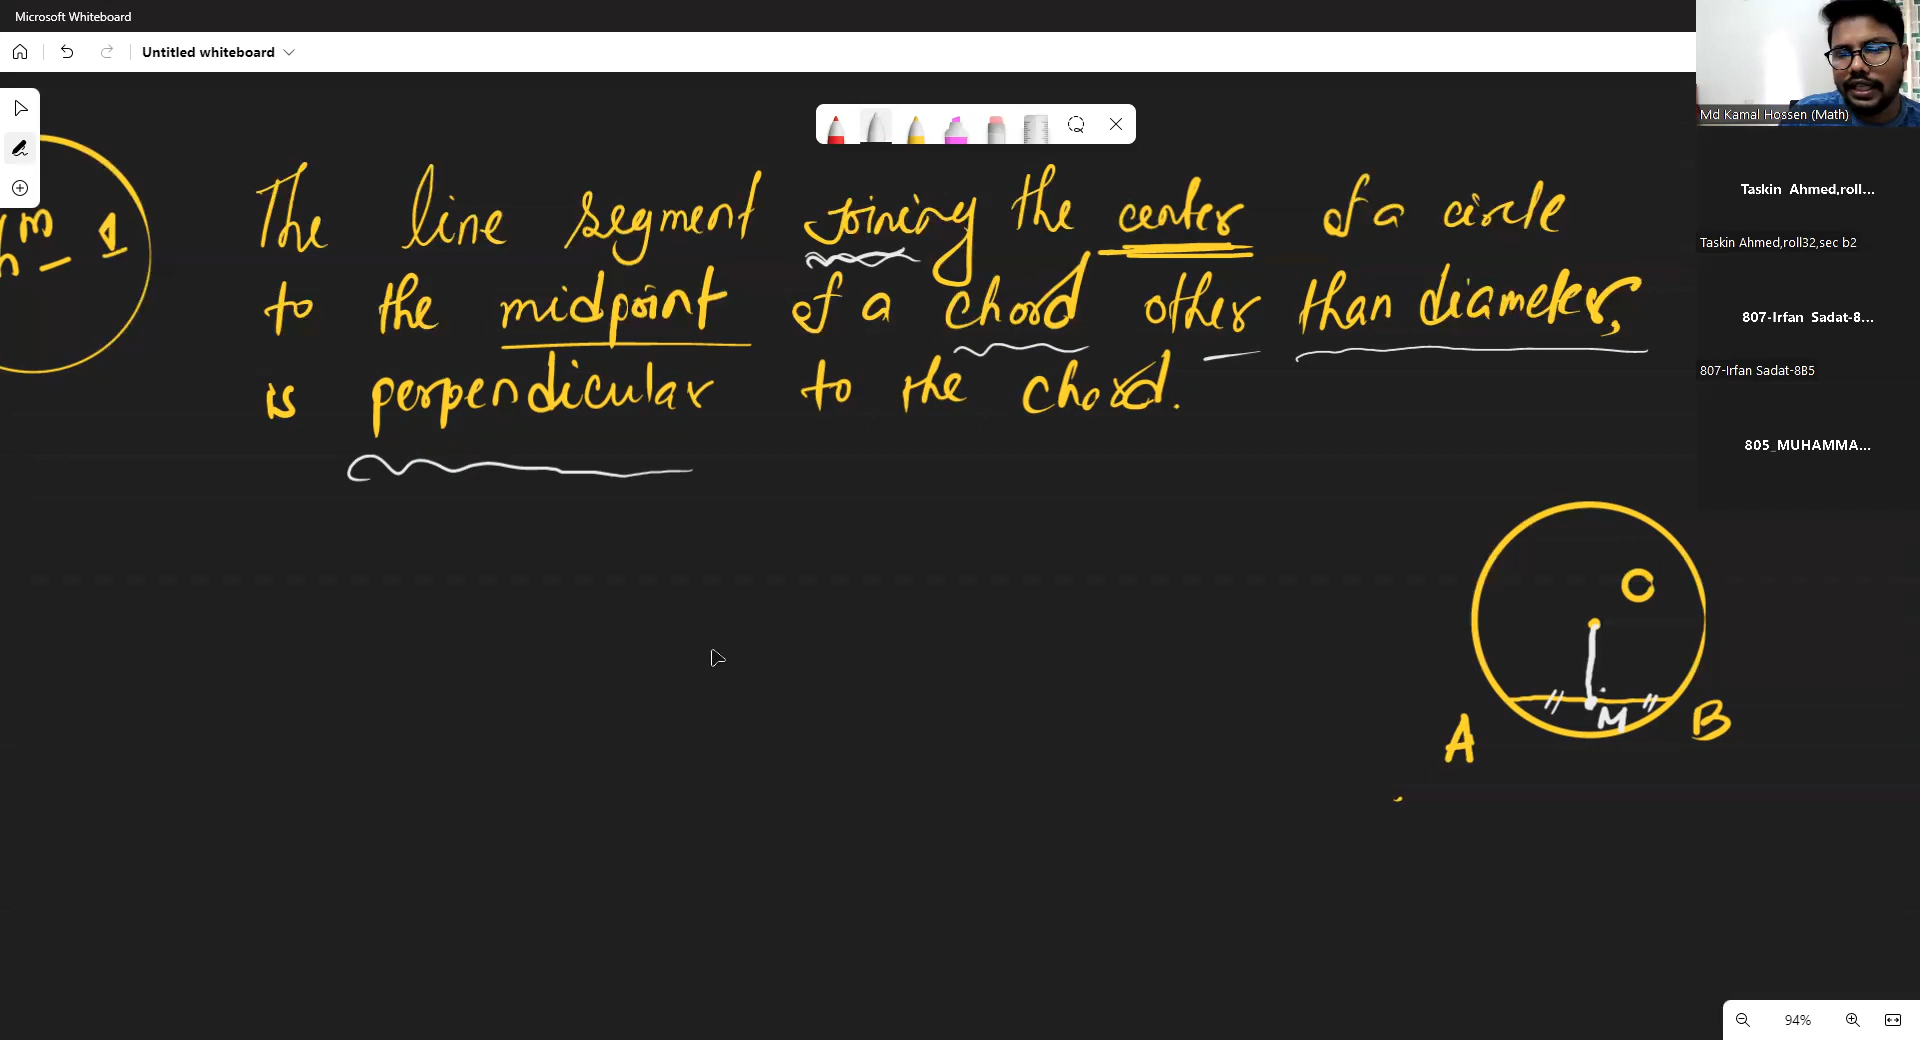 Microsoft Whiteboard
Untitled whiteboard
Md Kamal Hossen (Math)
Taskin Ahmed,roll...
Taskin Ahmed,roll32,sec b2
807-Irfan Sadat-8...
807-Irfan Sadat-8B5
805_MUHAMMA...
m 1
The line segment joining the center of a circle
to the midpoint of a chord other than diameter,
is perpendicular to the chord.
O
M
A B
94%